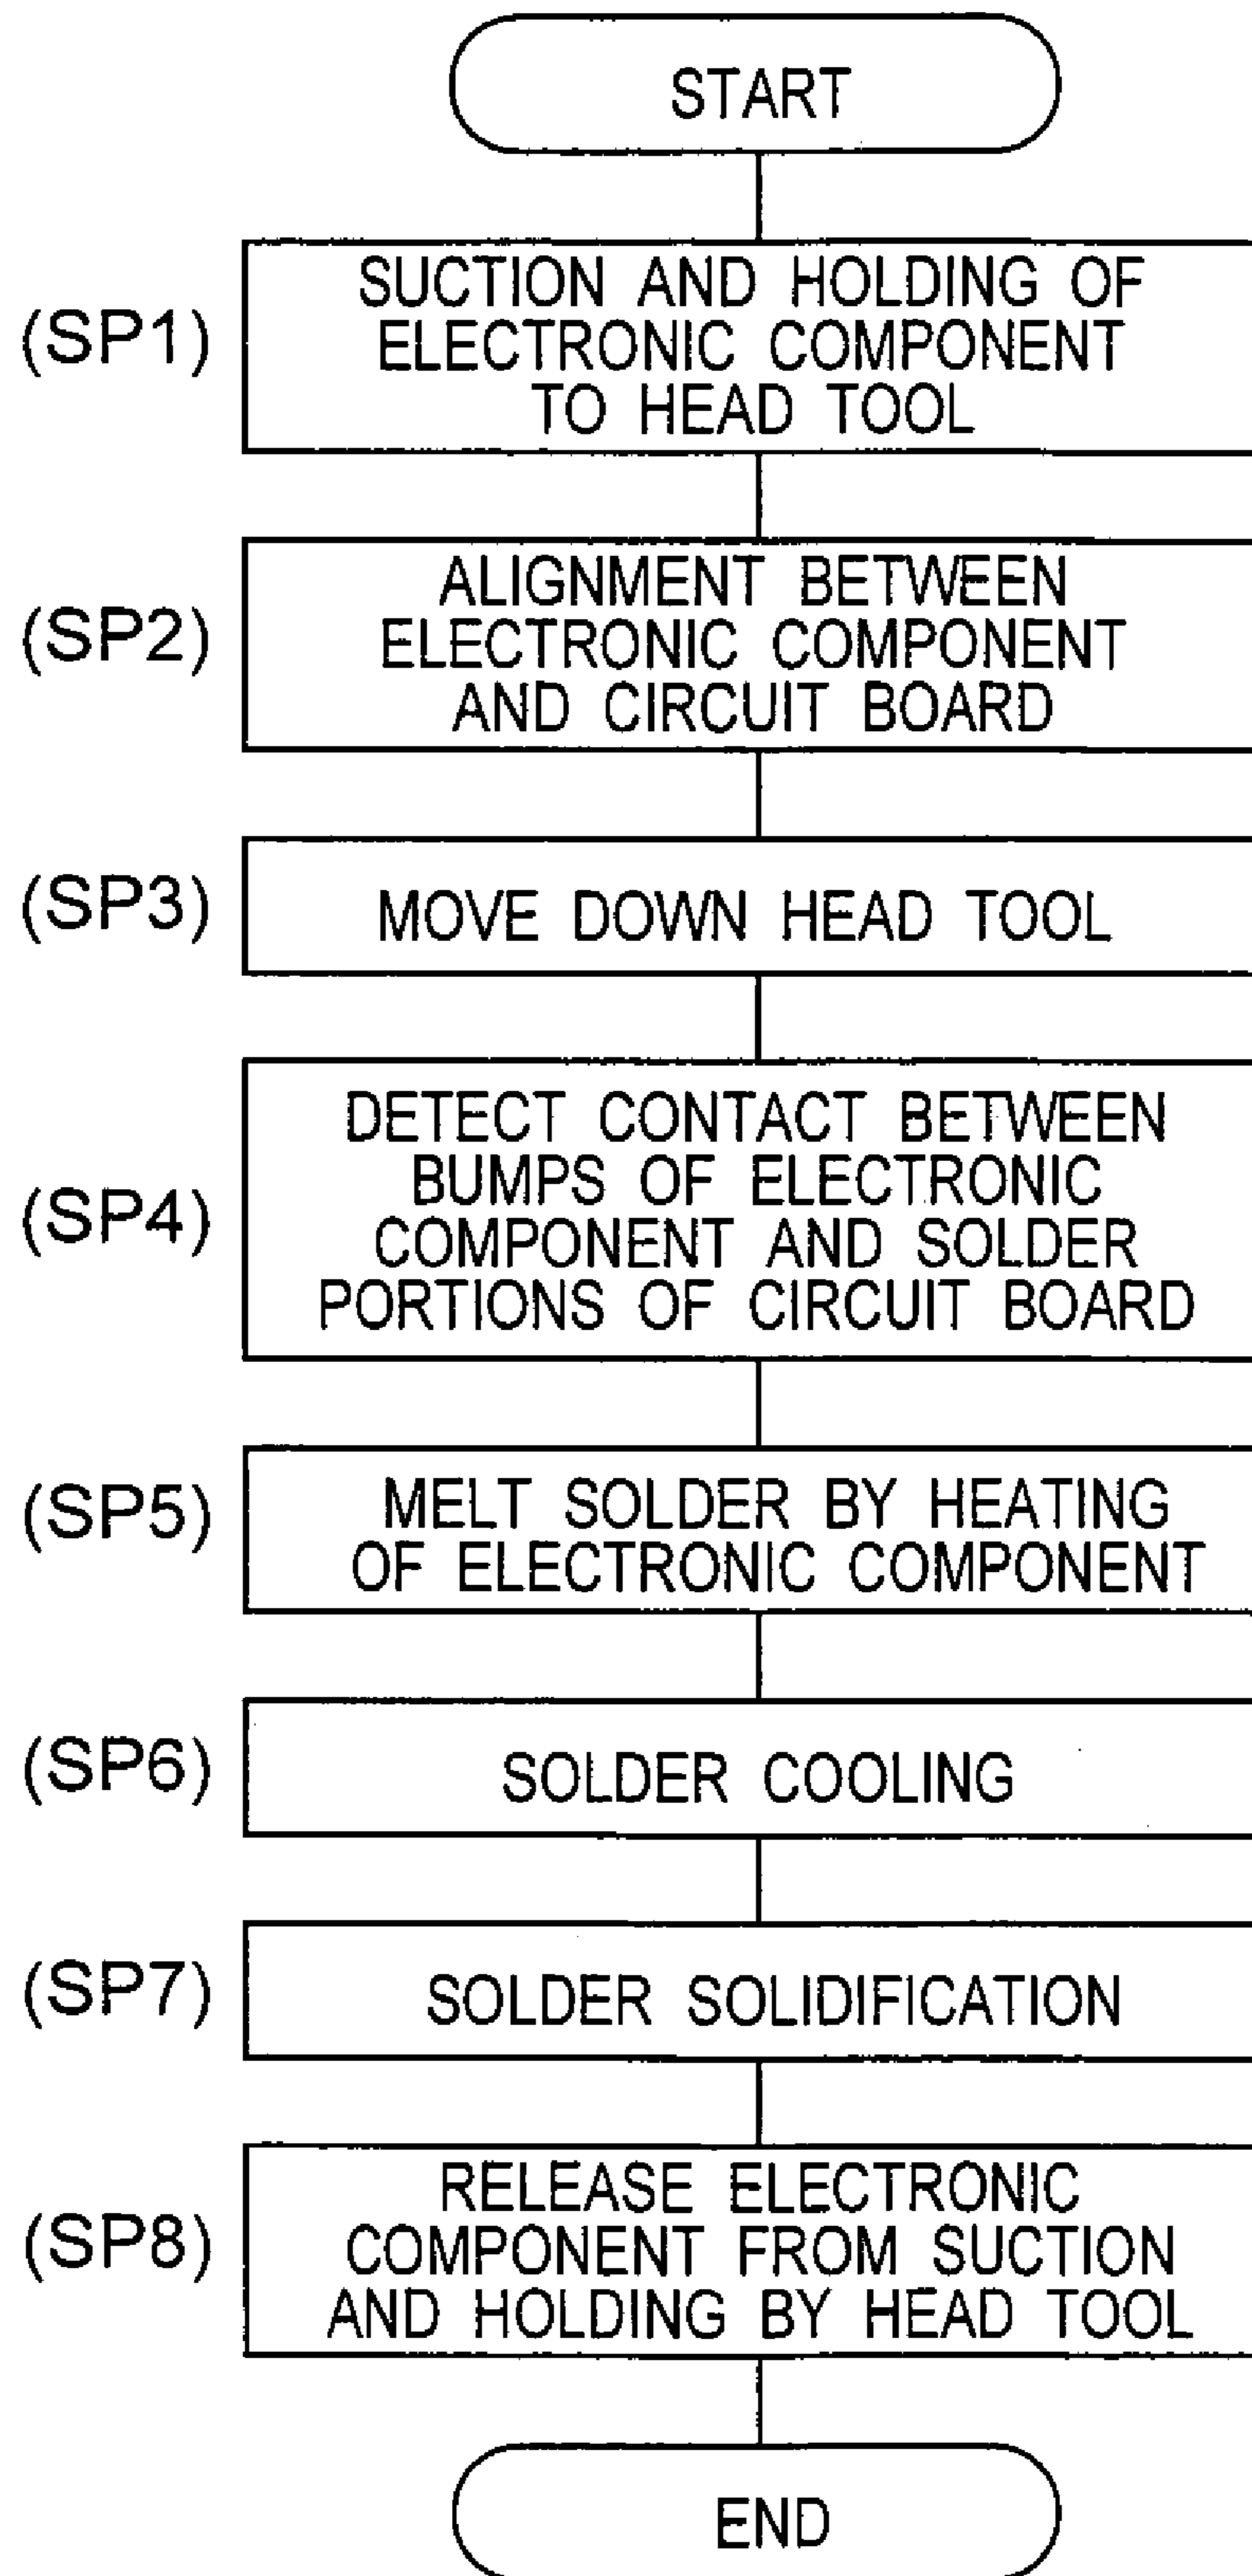 START
(SP1)
SUCTION AND HOLDING OF
ELECTRONIC COMPONENT
TO HEAD TOOL
(SP2)
ALIGNMENT BETWEEN
ELECTRONIC COMPONENT
AND CIRCUIT BOARD
(SP3)
MOVE DOWN HEAD TOOL
(SP4)
DETECT CONTACT BETWEEN
BUMPS OF ELECTRONIC
COMPONENT AND SOLDER
PORTIONS OF CIRCUIT BOARD
(SP5)
MELT SOLDER BY HEATING
OF ELECTRONIC COMPONENT
(SP6)
SOLDER COOLING
(SP7)
SOLDER SOLIDIFICATION
(SP8)
RELEASE ELECTRONIC
COMPONENT FROM SUCTION
AND HOLDING BY HEAD TOOL
END